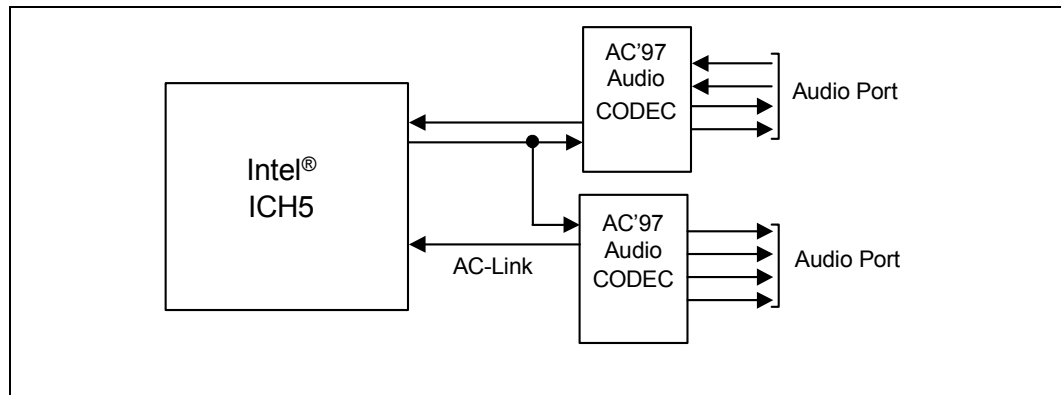 AC’97
Audio
CODEC
Audio Port
Intel®
ICH5
AC’97
Audio
CODEC
Audio Port
AC-Link